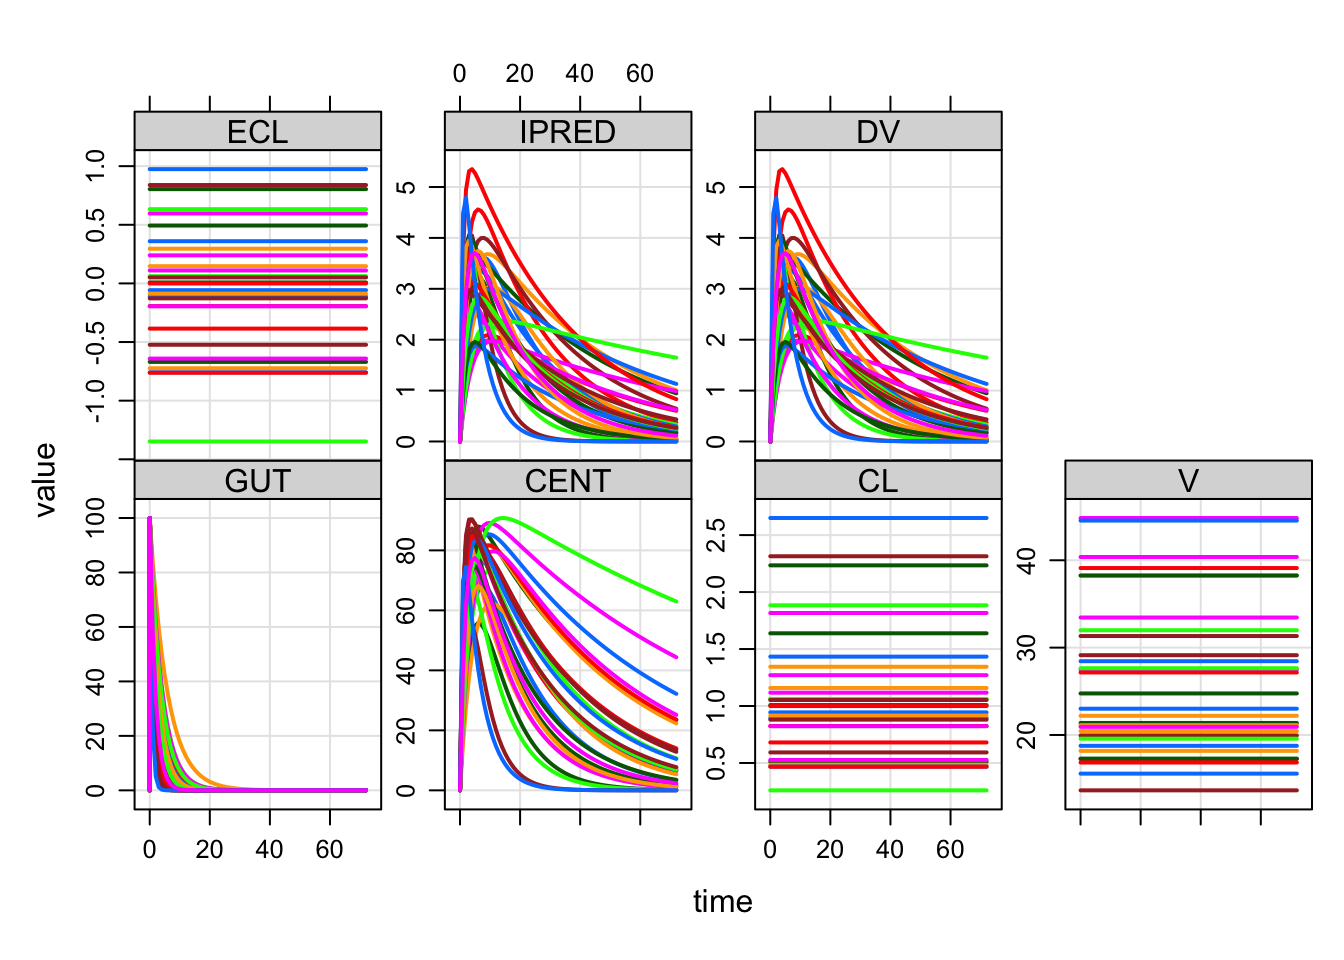 0 20 40 60
ECL IPRED DV
1.0 0.5 0.0 -0.5 -1.0
5 4 3 2 1 0
5 4 3 2 1 0
value
GUT CENT CL V
100 80 60 40 20 0
80 60 40 20 0
2.5 2.0 1.5 1.0 0.5
40 30 20
0 20 40 60 0 20 40 60
time